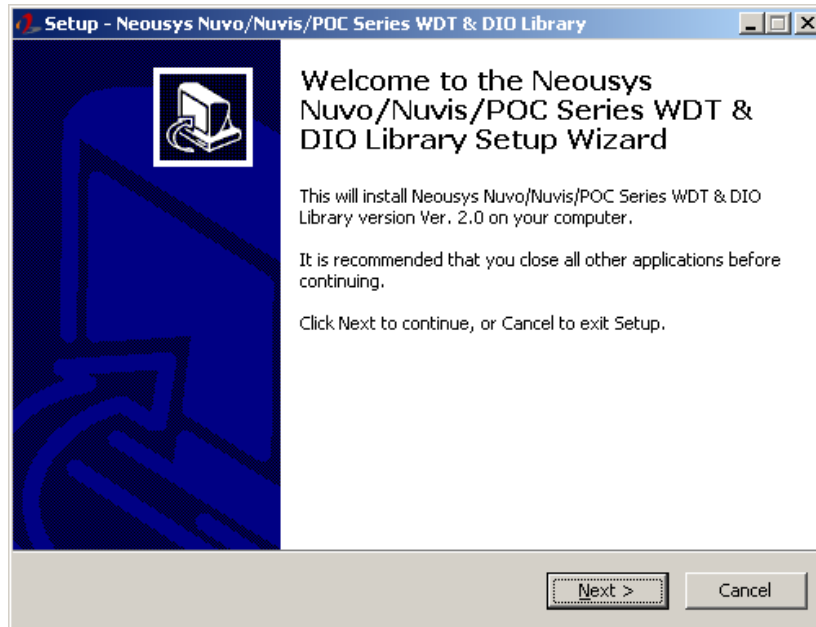 Setup - Neousys Nuvo/Nuvis/POC Series WDT & DIO Library
Welcome to the Neousys
Nuvo/Nuvis/POC Series WDT &
DIO Library Setup Wizard
This will install Neousys Nuvo/Nuvis/POC Series WDT & DIO
Library version Ver. 2.0 on your computer.
It is recommended that you close all other applications before
continuing.
Click Next to continue, or Cancel to exit Setup.
Next >
Cancel